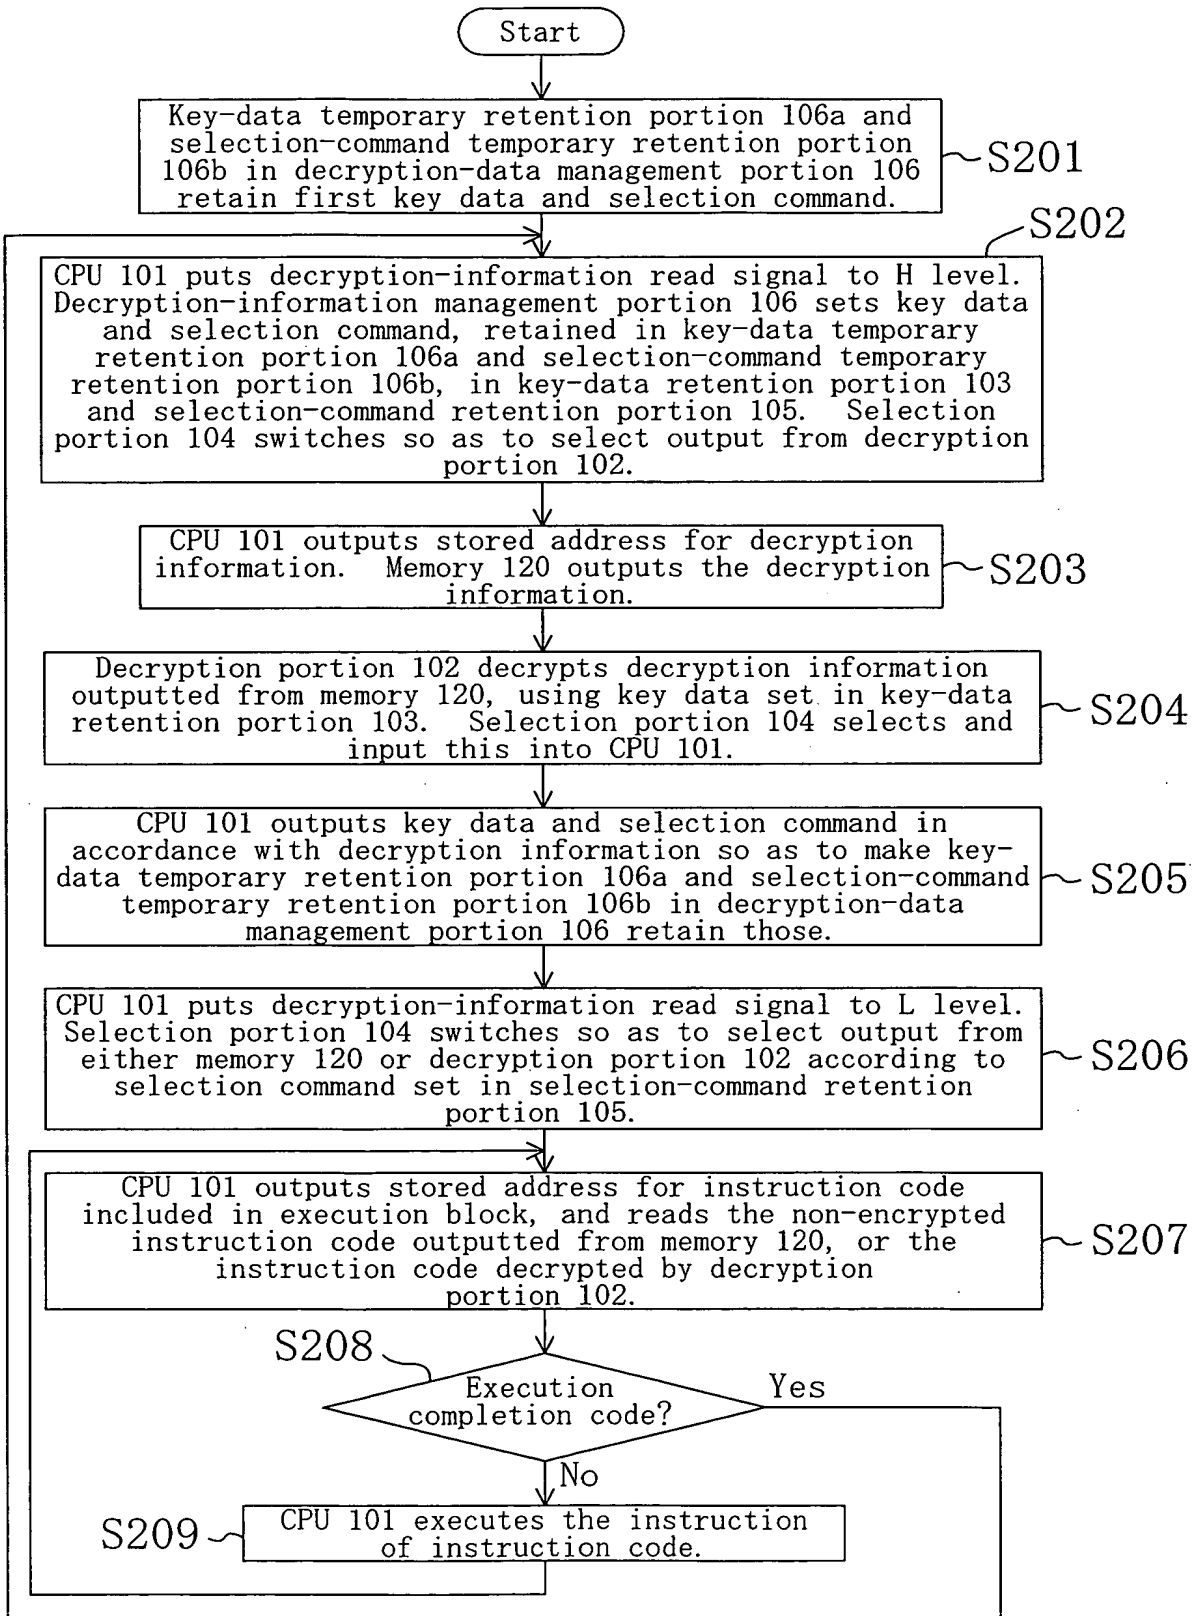 Start
Key-data temporary retention portion 106a and
selection-command temporary retention portion
106b in decryption-data management portion 106
retain first key data and selection command.
S201
S202
CPU 101 puts decryption-information read signal to H level.
Decryption-information management portion 106 sets key data
and selection command, retained in key-data temporary
retention portion 106a and selection-command temporary
retention portion 106b, in key-data retention portion 103
and selection-command retention portion 105. Selection
portion 104 switches so as to select output from decryption
portion 102.
CPU 101 outputs stored address for decryption
information. Memory 120 outputs the decryption
information.
S203
Decryption portion 102 decrypts decryption information
outputted from memory 120, using key data set in key-data
retention portion 103. Selection portion 104 selects and
input this into CPU 101.
S204
CPU 101 outputs key data and selection command in
accordance with decryption information so as to make key-
data temporary retention portion 106a and selection-command
temporary retention portion 106b in decryption-data
management portion 106 retain those.
S205
CPU 101 puts decryption-information read signal to L level.
Selection portion 104 switches so as to select output from
either memory 120 or decryption portion 102 according to
selection command set in selection-command retention
portion 105.
S206
CPU 101 outputs stored address for instruction code
included in execution block, and reads the non-encrypted
instruction code outputted from memory 120, or the
instruction code decrypted by decryption
portion 102.
S207
S208
Execution
completion code?
Yes
No
S209
CPU 101 executes the instruction
of instruction code.